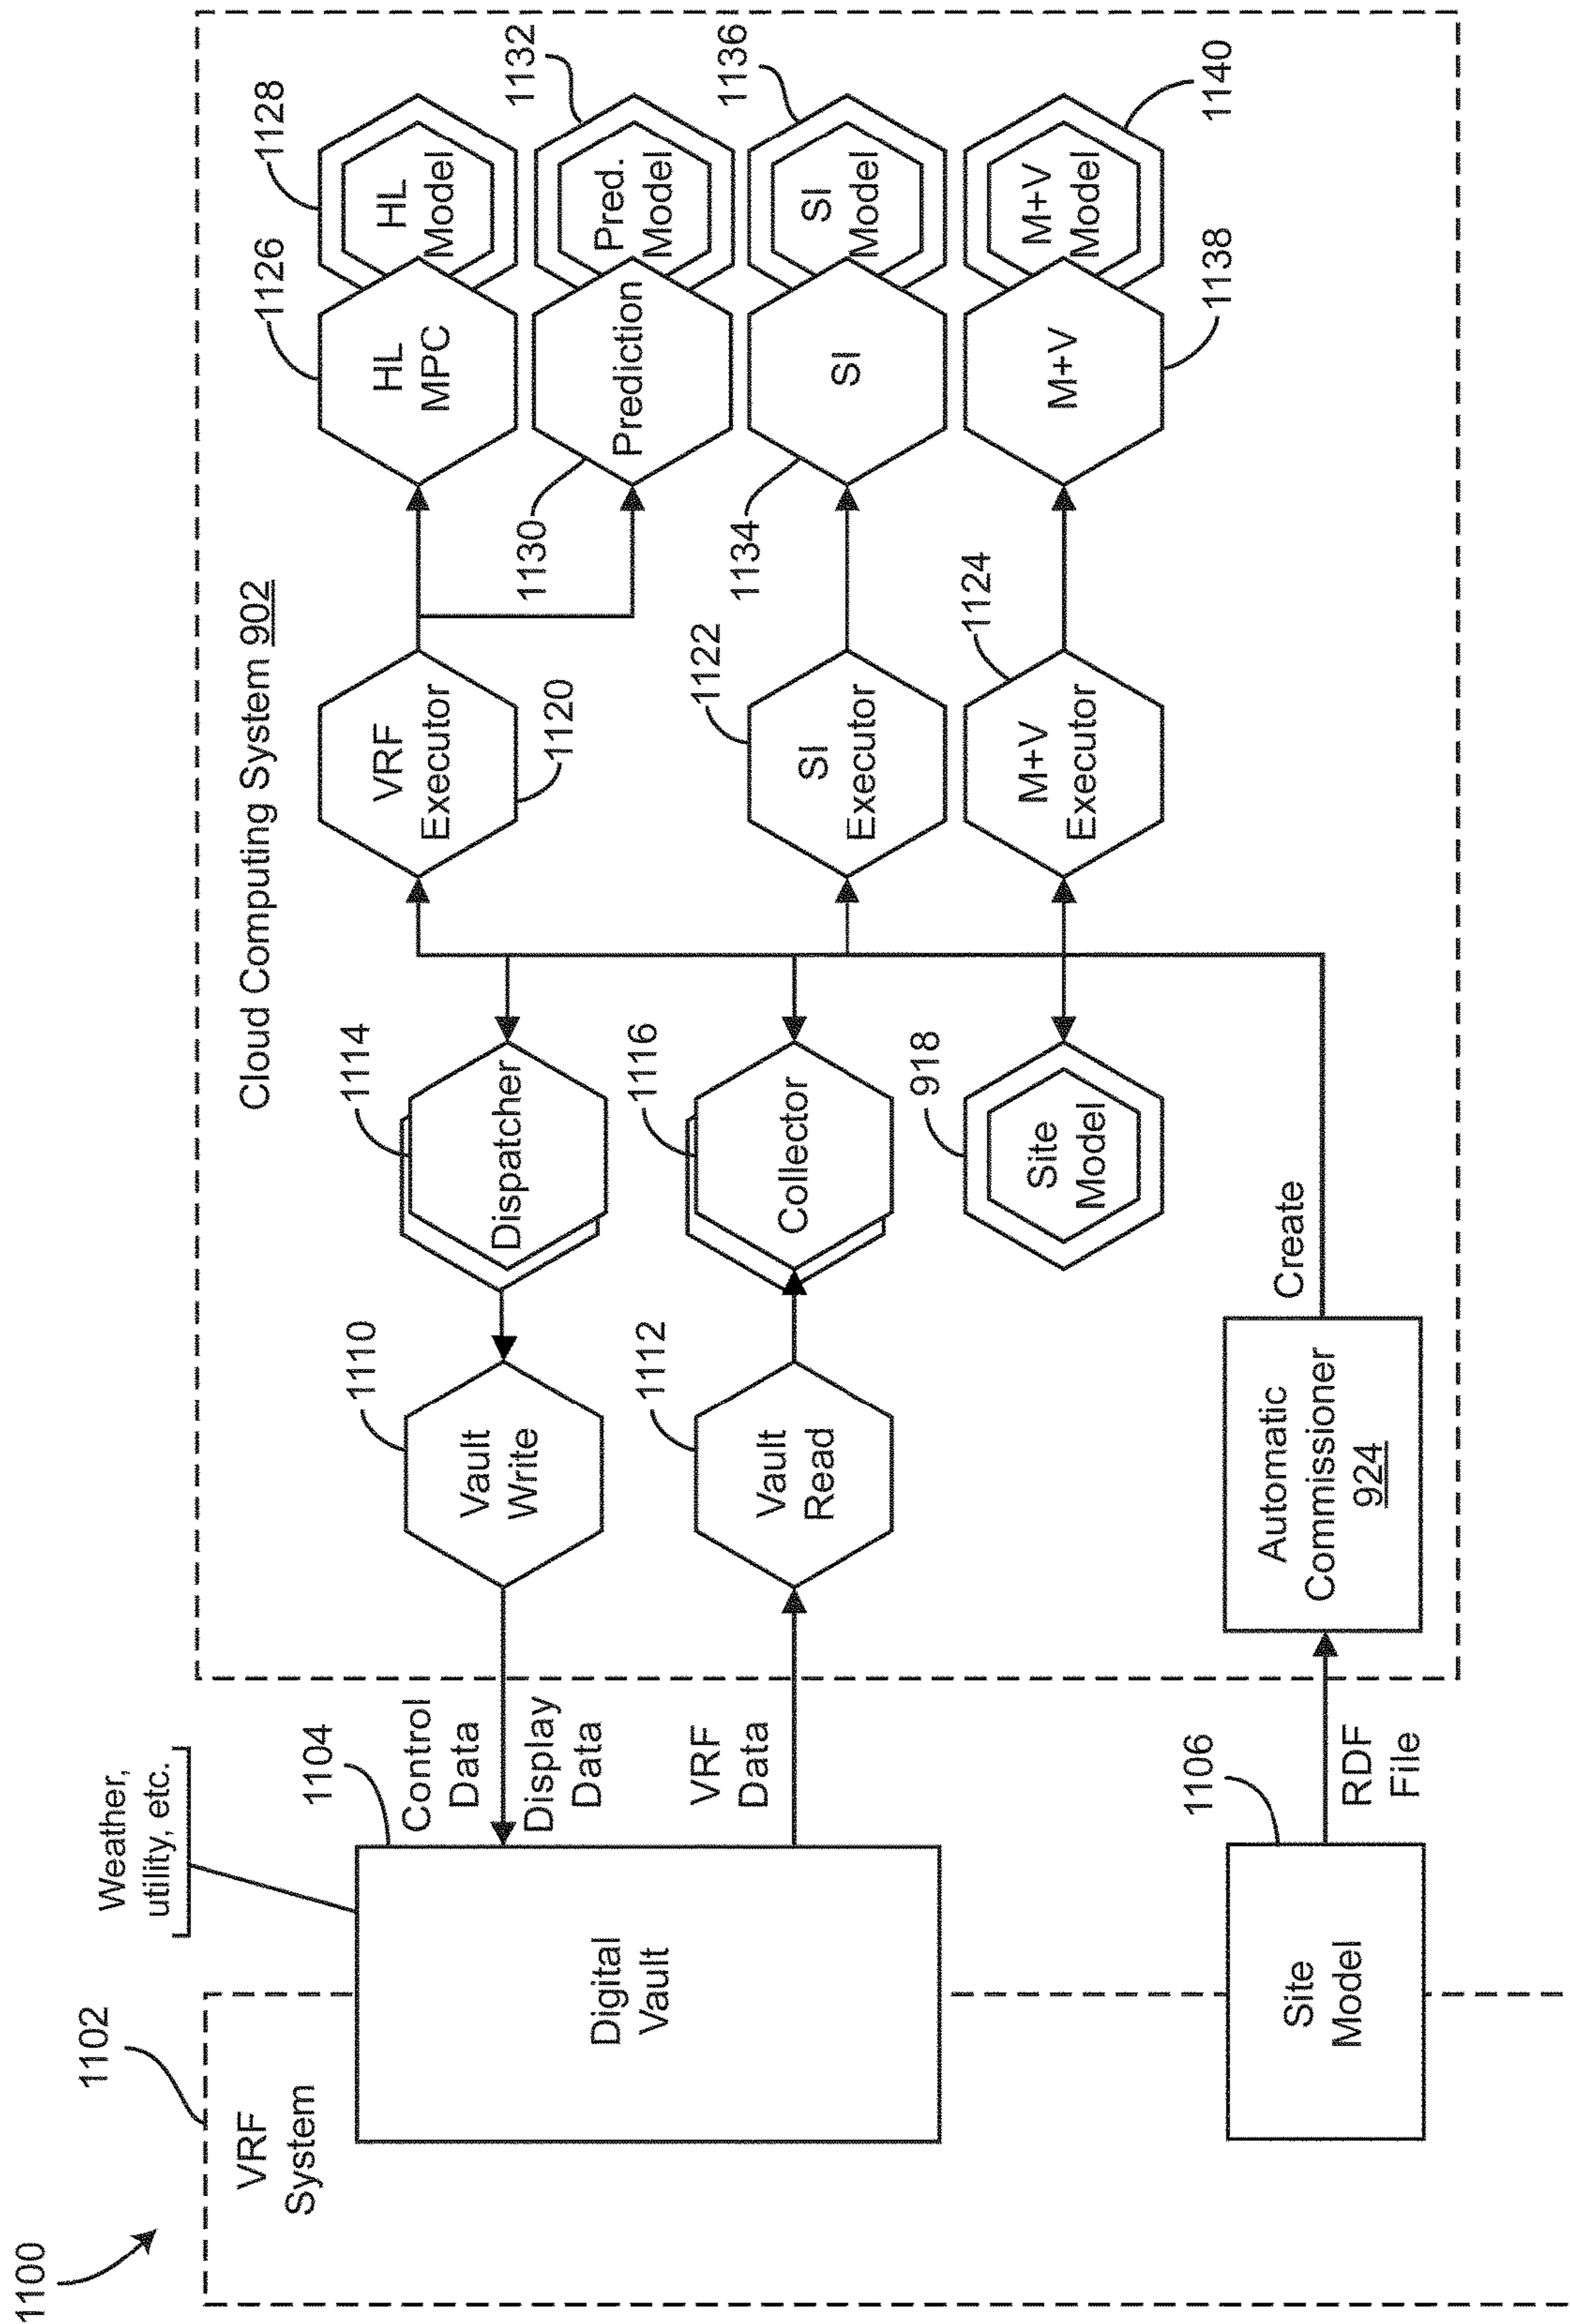 1100
1102
VRF
System
Weather,
utility, etc.
1104
Digital
Vault
Control
Data
Display
Data
VRF
Data
1106
Site
Model
RDF
File
Cloud Computing System 902
1110
Vault
Write
1112
Vault
Read
Automatic
Commissioner
924
Create
1114
Dispatcher
1116
Collector
918
Site
Model
VRF
Executor
1120
1122
SI
Executor
1124
M+V
Executor
1126
HL
MPC
1128
HL
Model
1130
Prediction
1132
Pred.
Model
1134
SI
1136
SI
Model
1138
M+V
1140
M+V
Model